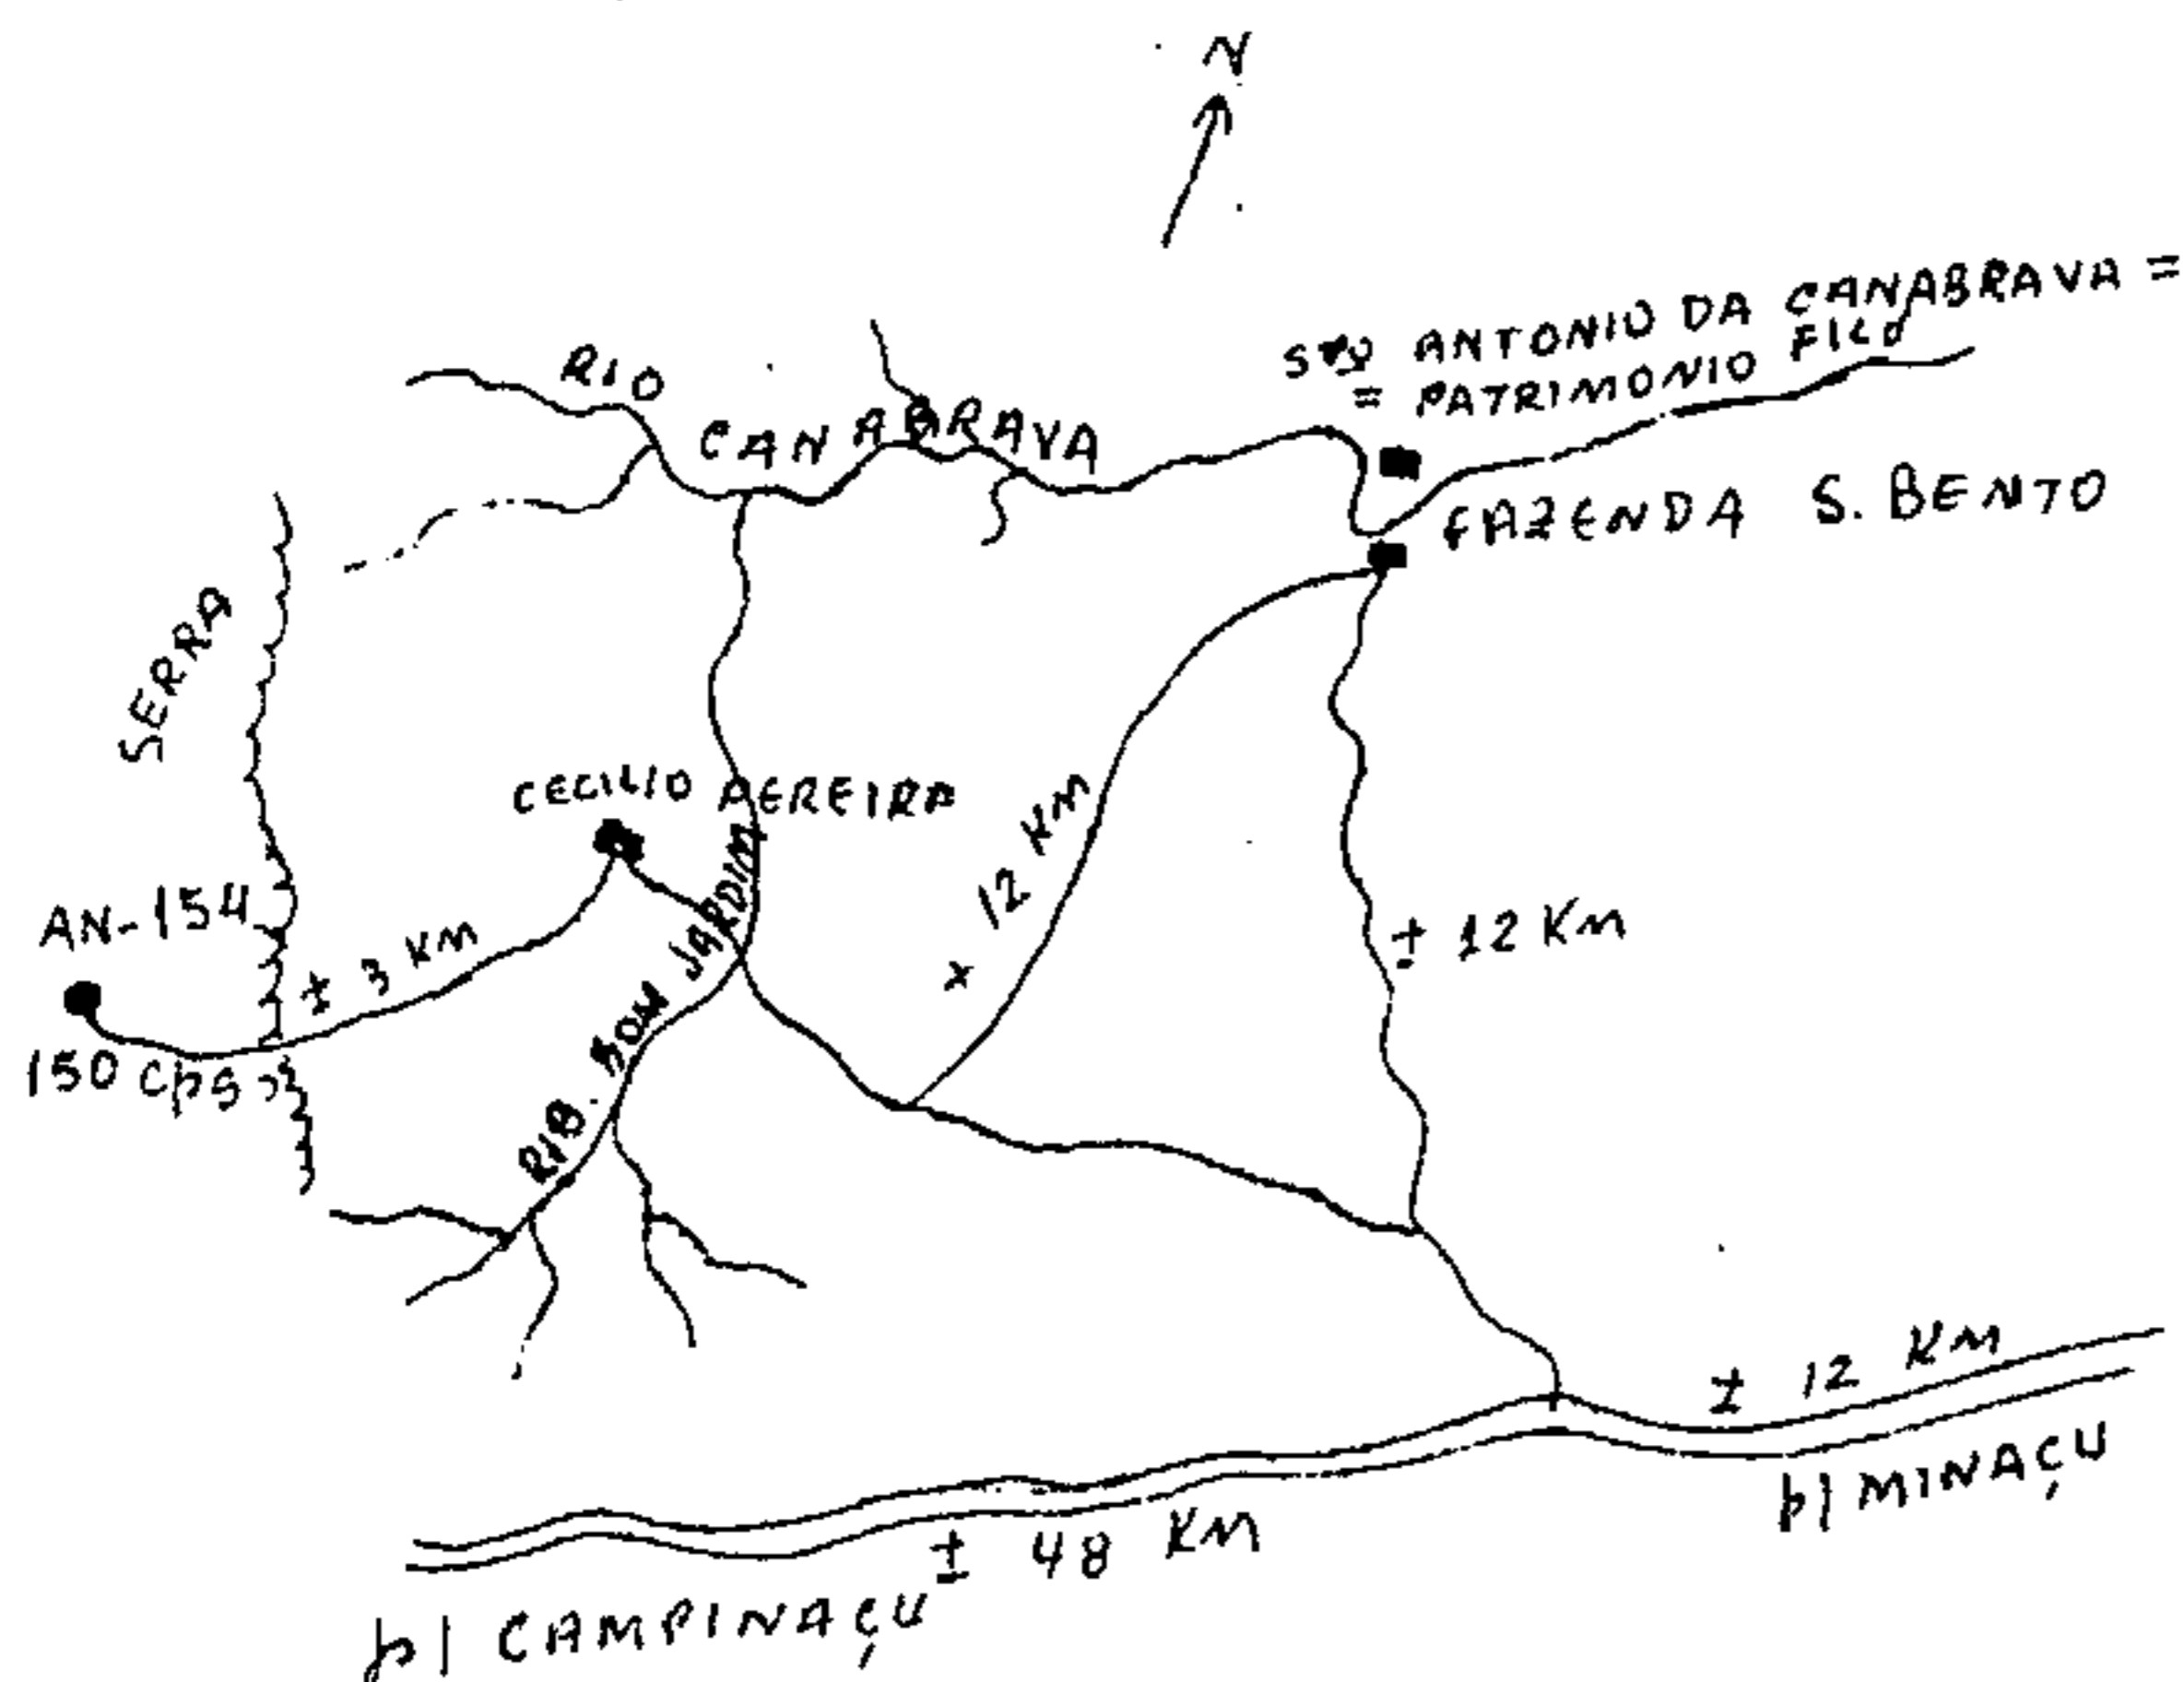 N
STO ANTONIO DA CANABRAVA =
= PATRIMONIO FILO
RIO CANABRAVA
FAZENDA S. BENTO
SERRA
CECILIO PEREIRA
12 KM
AN-154
± 3 KM
± 12 KM
x
150 cps
RIB. BOM JARDIM
± 12 KM
p/ MINAÇU
± 48 KM
p/ CAMPINAÇU